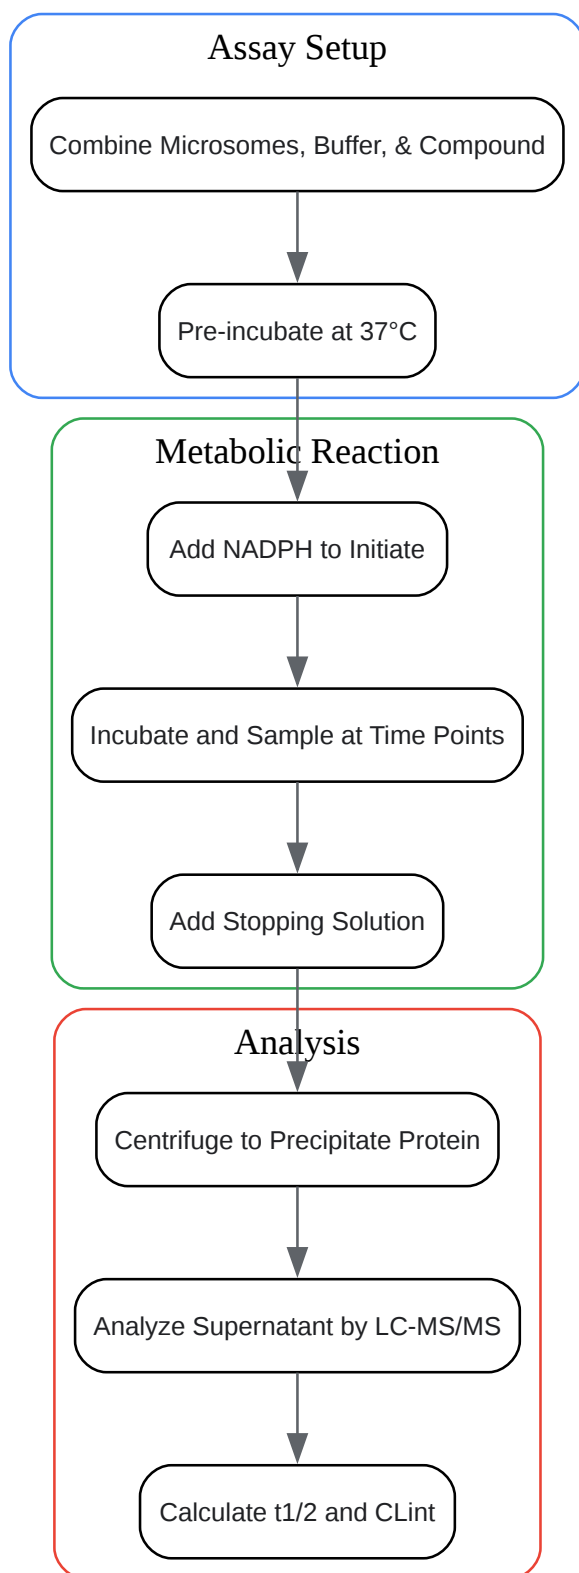 Assay Setup
Combine Microsomes, Buffer, & Compound
Pre-incubate at 37°C
Metabolic Reaction
Add NADPH to Initiate
Incubate and Sample at Time Points
Add Stopping Solution
Analysis
Centrifuge to Precipitate Protein
Analyze Supernatant by LC-MS/MS
Calculate t1/2 and CLint